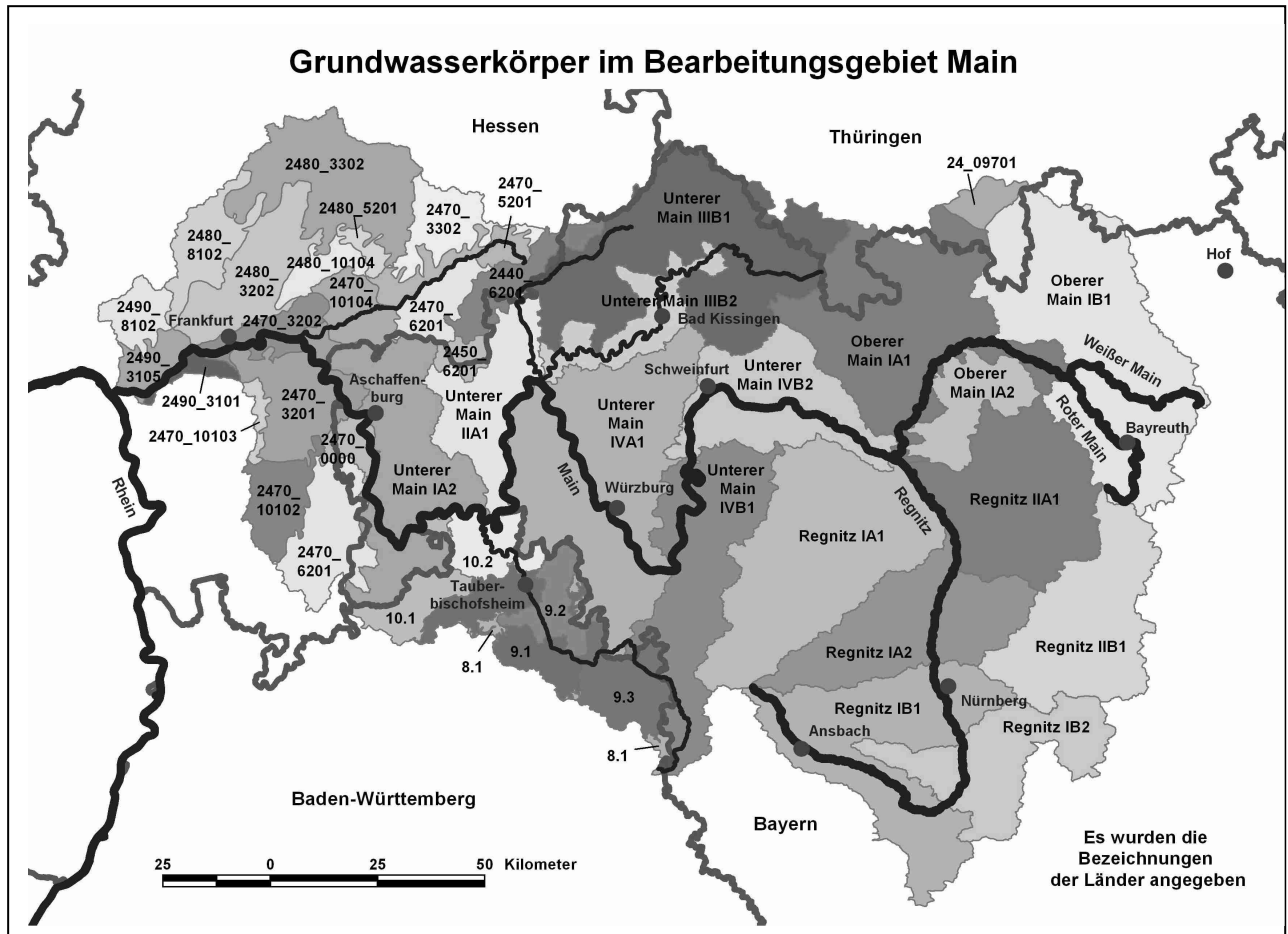 Grundwasserkörper im Bearbeitungsgebiet Main
Hessen
Thüringen
2480_3302
24_09701
2470_
5201
2480_5201
2470_
3302
Unterer
Main IIIB1
2480_
8102
2480_10104
2480_
3202
2470_
10104
2440_
6201
Hof
Oberer
Main IB1
2490_
8102
Frankfurt
2470_3202
2470_
6201
Unterer Main IIIB2
Bad Kissingen
2490_
3105
2450_
6201
Oberer
Main IA1
Weißer Main
2490_3101
2470_10103
2470_
3201
Aschaffen-
burg
Unterer
Main
IIA1
Schweinfurt
Unterer
Main IVB2
Oberer
Main IA2
Unterer
Main
IVA1
Roter Main
Bayreuth
2470_
0000
Rhein
2470_
10102
Unterer
Main IA2
Main
Würzburg
Unterer
Main
IVB1
Regnitz
Regnitz IIA1
2470_
6201
10.2
Regnitz IA1
Tauber-
bischofsheim
10.1
9.2
8.1
9.1
9.3
Regnitz IA2
Regnitz IIB1
Regnitz IB1
Nürnberg
Ansbach
Regnitz IB2
8.1
Baden-Württemberg
Bayern
Es wurden die
Bezeichnungen
der Länder angegeben
25 0 25 50 Kilometer